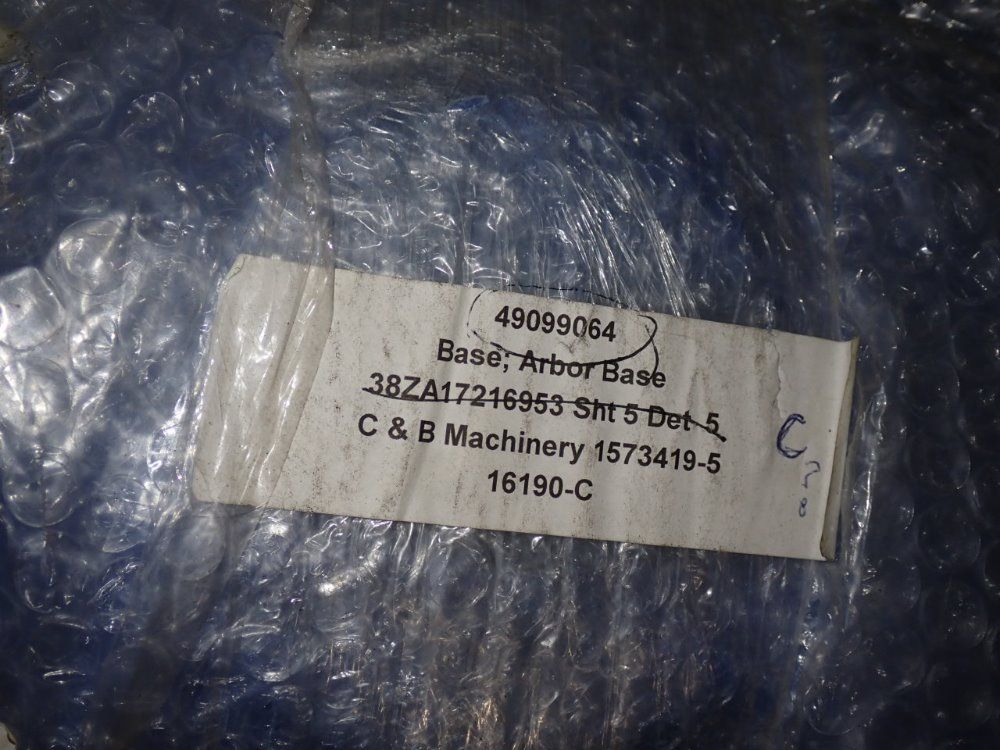 49099064
Base; Arbor Base
38ZA17216953 Sht 5 Det 5
C & B Machinery 1573419-5
16190-C
C